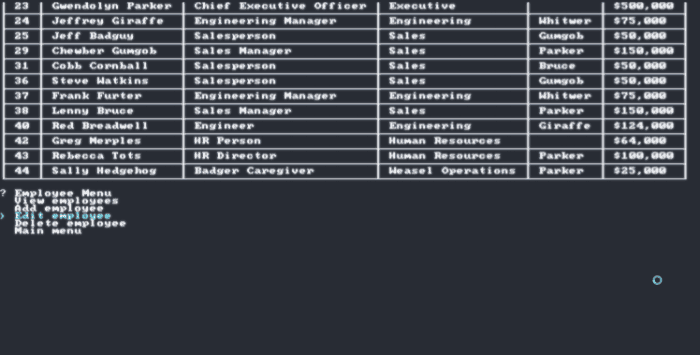 23 Gwendolyn Parker Chief Executive Officer Executive $500,000
24 Jeffrey Giraffe Engineering Manager Engineering Whitwer $75,000
25 Jeff Badguy Salesperson Sales Gumgob $50,000
29 Chewber Gumgob Sales Manager Sales Parker $150,000
31 Cobb Cornball Salesperson Sales Bruce $50,000
36 Steve Watkins Salesperson Sales Gumgob $50,000
37 Frank Furter Engineering Manager Engineering Whitwer $75,000
38 Lenny Bruce Sales Manager Sales Parker $150,000
40 Red Breadwell Engineer Engineering Giraffe $124,000
42 Greg Merples HR Person Human Resources $64,000
43 Rebecca Tots HR Director Human Resources Parker $100,000
44 Sally Hedgehog Badger Caregiver Weasel Operations Parker $25,000
? Employee Menu
View employees
Add employee
› Edit employee
Delete employee
Main menu